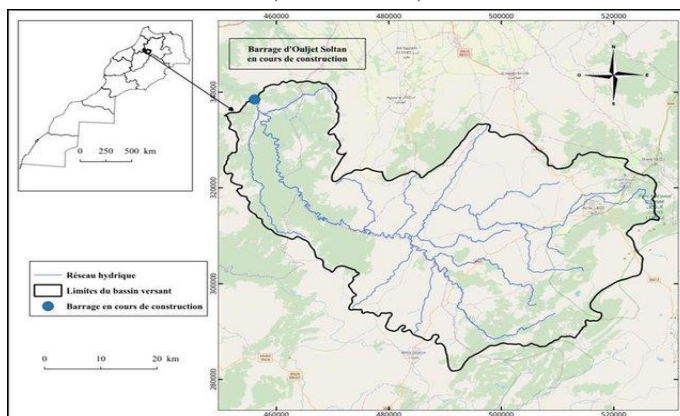 460000 480000 500000 520000
Barrage d'Ouljet Soltan
en cours de construction
N
O E
S
340000
320000
300000
280000
0 250 500 km
Réseau hydrique
Limites du bassin versant
Barrage en cours de construction
0 20 km
460000 480000 500000 520000